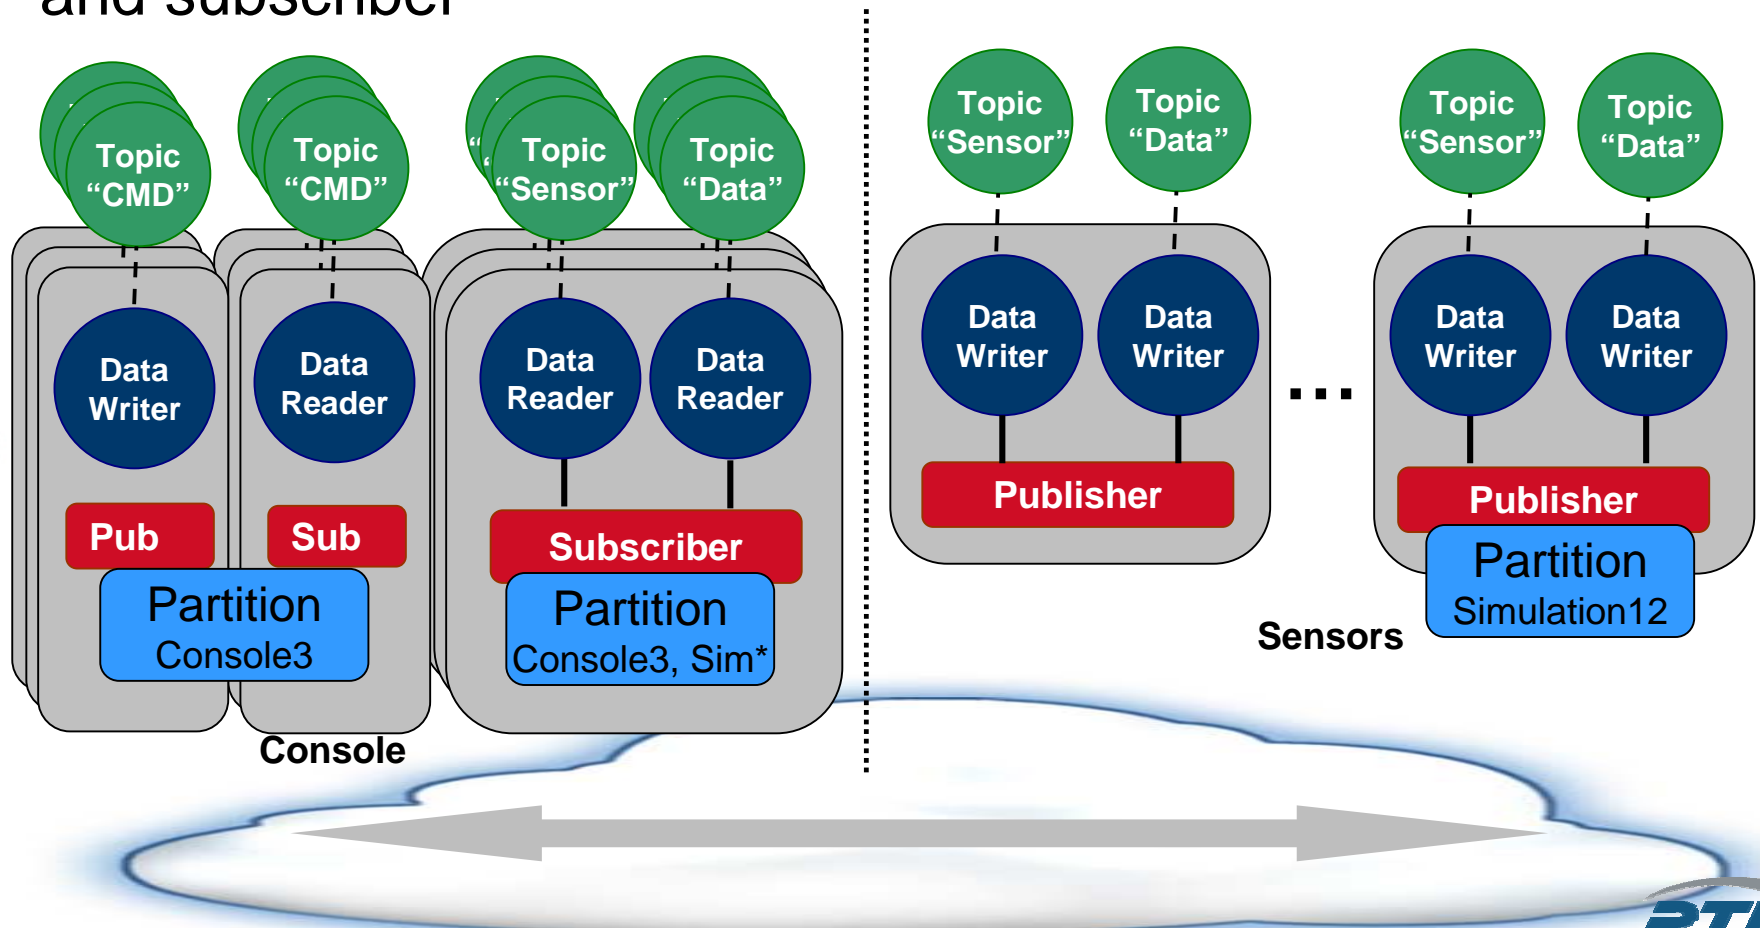 and subscriber
Topic
“CMD”
Topic
“CMD”
Topic
“Sensor”
Topic
“Data”
Topic
“Sensor”
Topic
“Data”
Topic
“Sensor”
Topic
“Data”
Data
Writer
Data
Reader
Data
Reader
Data
Reader
Data
Writer
Data
Writer
...
Data
Writer
Data
Writer
Pub
Sub
Subscriber
Publisher
Publisher
Partition
Console3
Partition
Console3, Sim*
Partition
Simulation12
Sensors
Console